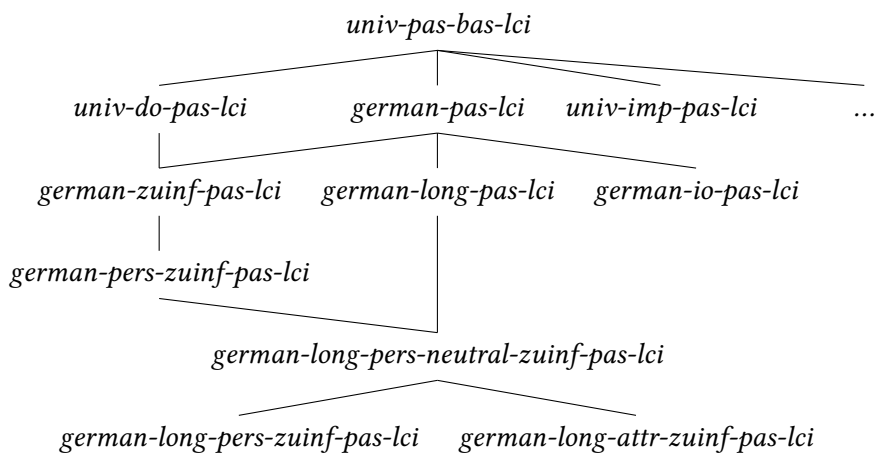 univ-pas-bas-lci
univ-do-pas-lci german-pas-lci univ-imp-pas-lci ...
german-zuinf-pas-lci german-long-pas-lci german-io-pas-lci
german-pers-zuinf-pas-lci
german-long-pers-neutral-zuinf-pas-lci
german-long-pers-zuinf-pas-lci german-long-attr-zuinf-pas-lci